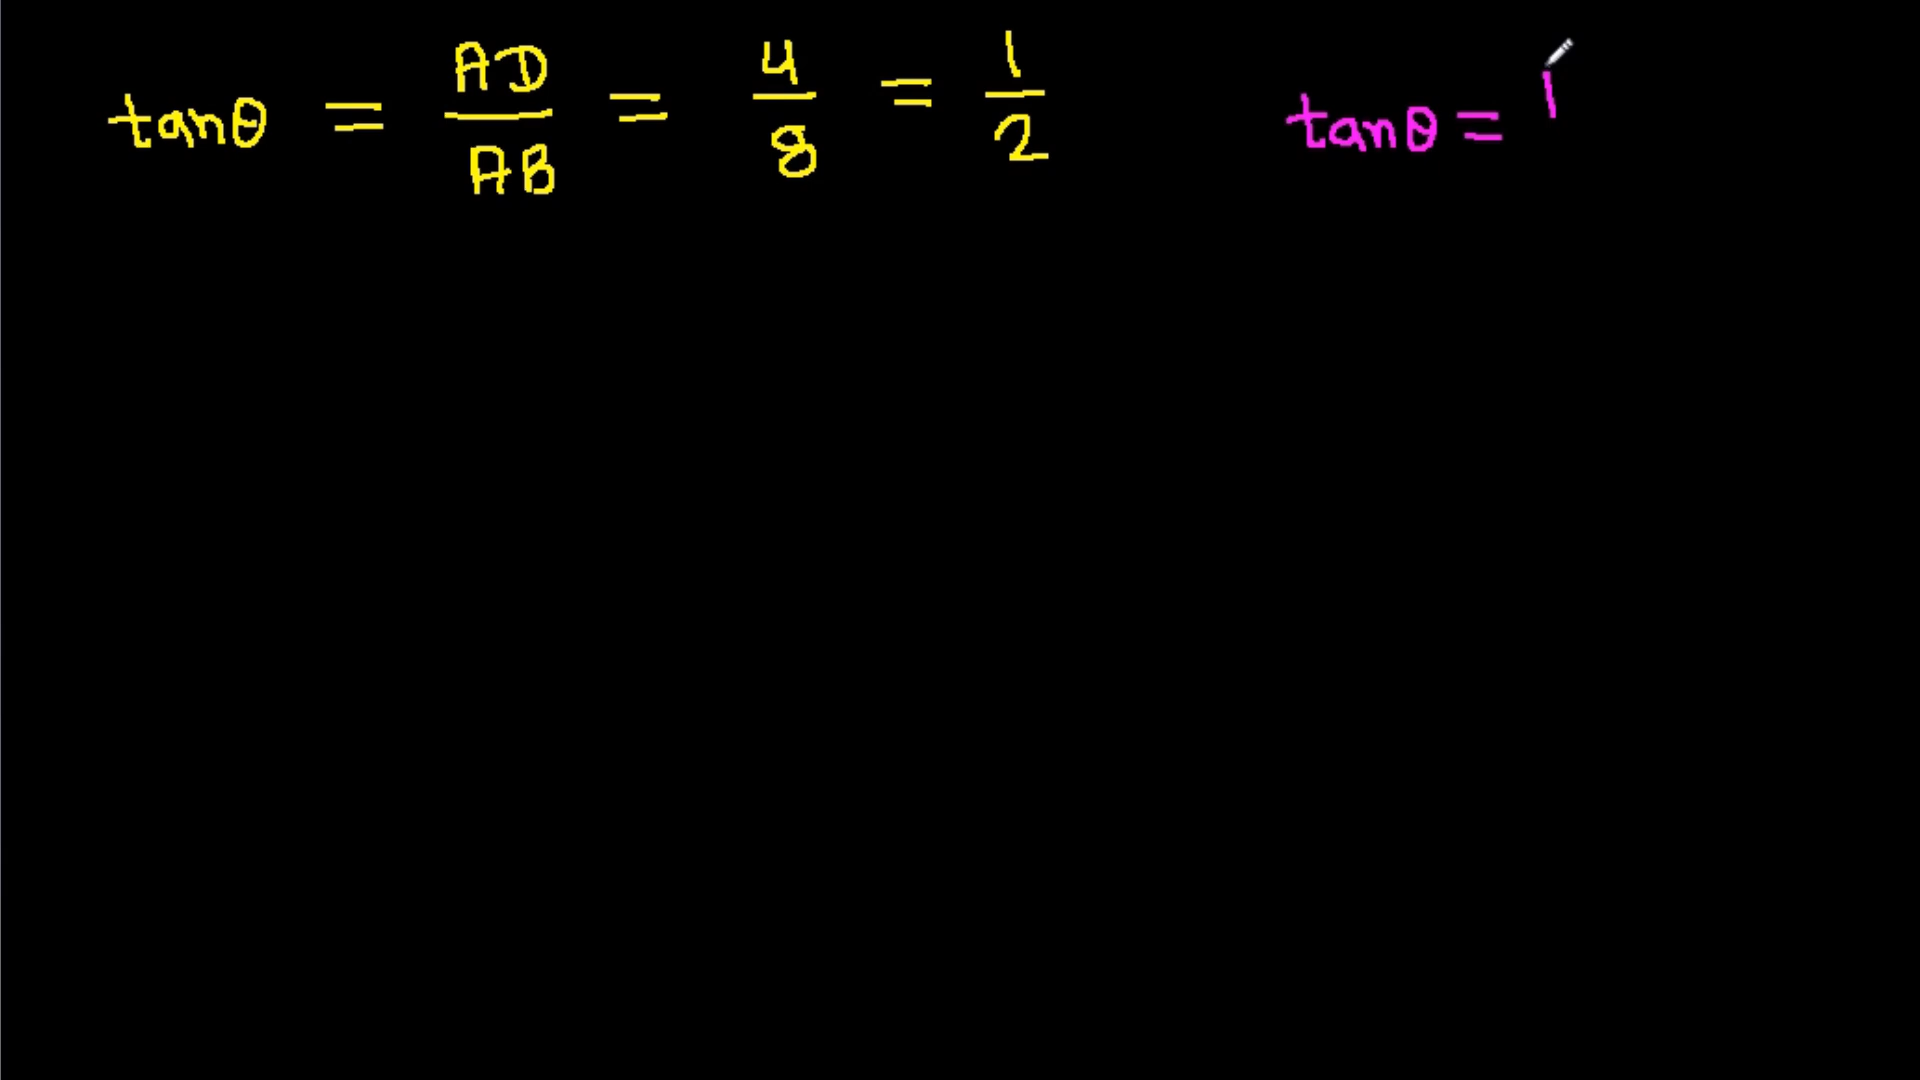 tanθ = AD/AB = 4/8 = 1/2
tanθ = 1